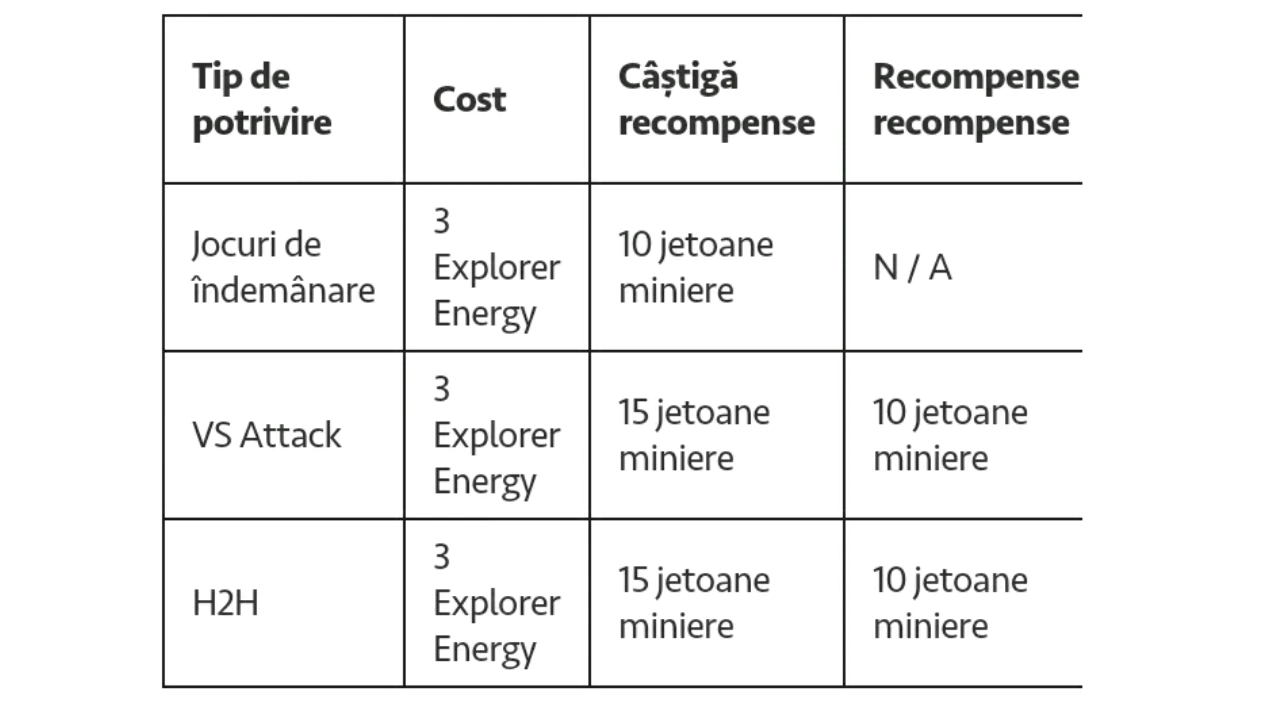 Tip de
potrivire
Cost
Câștigă
recompense
Recompense
recompense
Jocuri de
îndemânare
3
Explorer
Energy
10 jetoane
miniere
N / A
VS Attack
3
Explorer
Energy
15 jetoane
miniere
10 jetoane
miniere
H2H
3
Explorer
Energy
15 jetoane
miniere
10 jetoane
miniere